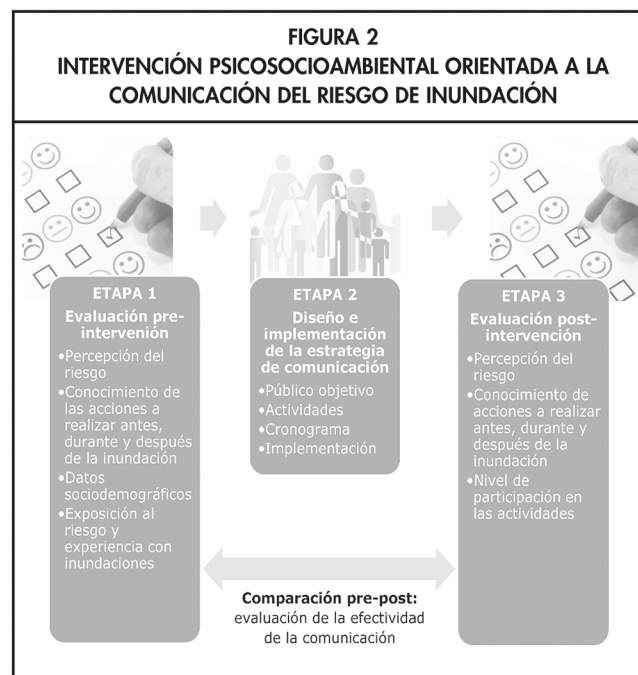 FIGURA 2
INTERVENCIÓN PSICOSOCIOAMBIENTAL ORIENTADA A LA
COMUNICACIÓN DEL RIESGO DE INUNDACIÓN
ETAPA 1
Evaluación pre-
intervenión
•Percepción del
riesgo
•Conocimiento de
las acciones a
realizar antes,
durante y después
de la inundación
•Datos
sociodemográficos
•Exposición al
riesgo y
experiencia con
inundaciones
ETAPA 2
Diseño e
implementación
de la estrategia
de comunicación
•Público objetivo
•Actividades
•Cronograma
•Implementación
ETAPA 3
Evaluación post-
intervención
•Percepción del
riesgo
•Conocimiento de
acciones a realizar
antes, durante y
después de la
inundación
•Nivel de
participación en
las actividades
Comparación pre-post:
evaluación de la efectividad
de la comunicación